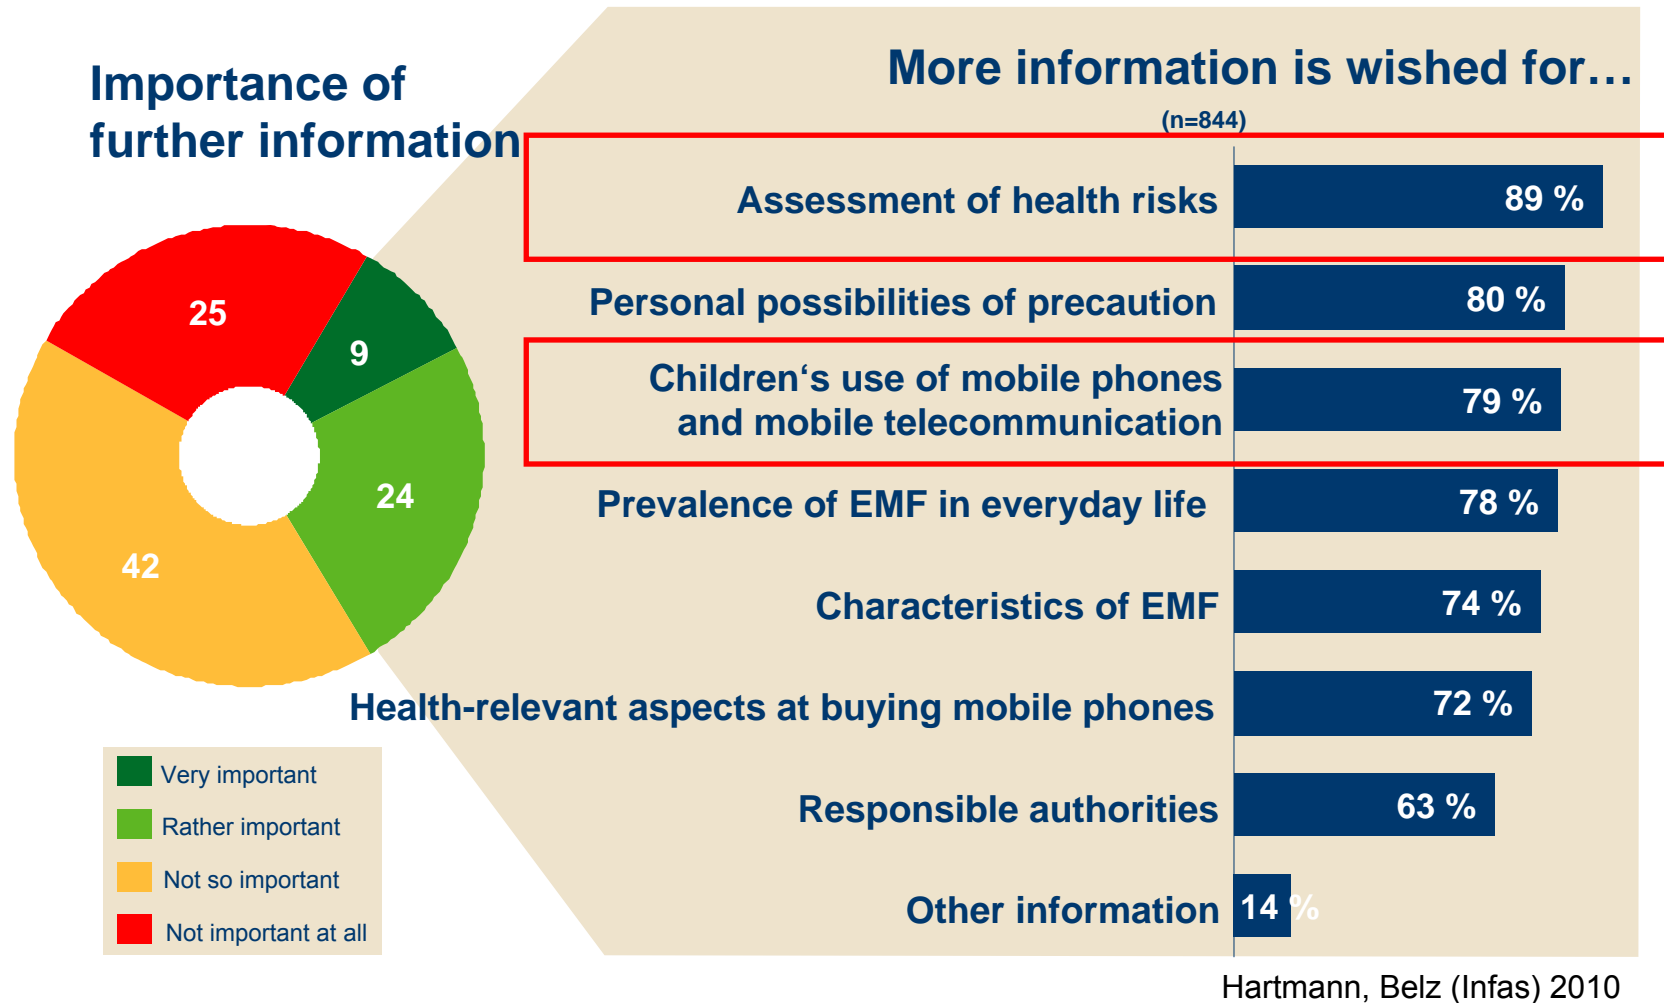 Importance of
further information
25
9
24
42
Very important
Rather important
Not so important
Not important at all
More information is wished for…
(n=844)
Assessment of health risks 89 %
Personal possibilities of precaution 80 %
Children‘s use of mobile phones
and mobile telecommunication 79 %
Prevalence of EMF in everyday life 78 %
Characteristics of EMF 74 %
Health-relevant aspects at buying mobile phones 72 %
Responsible authorities 63 %
Other information 14 %
Hartmann, Belz (Infas) 2010